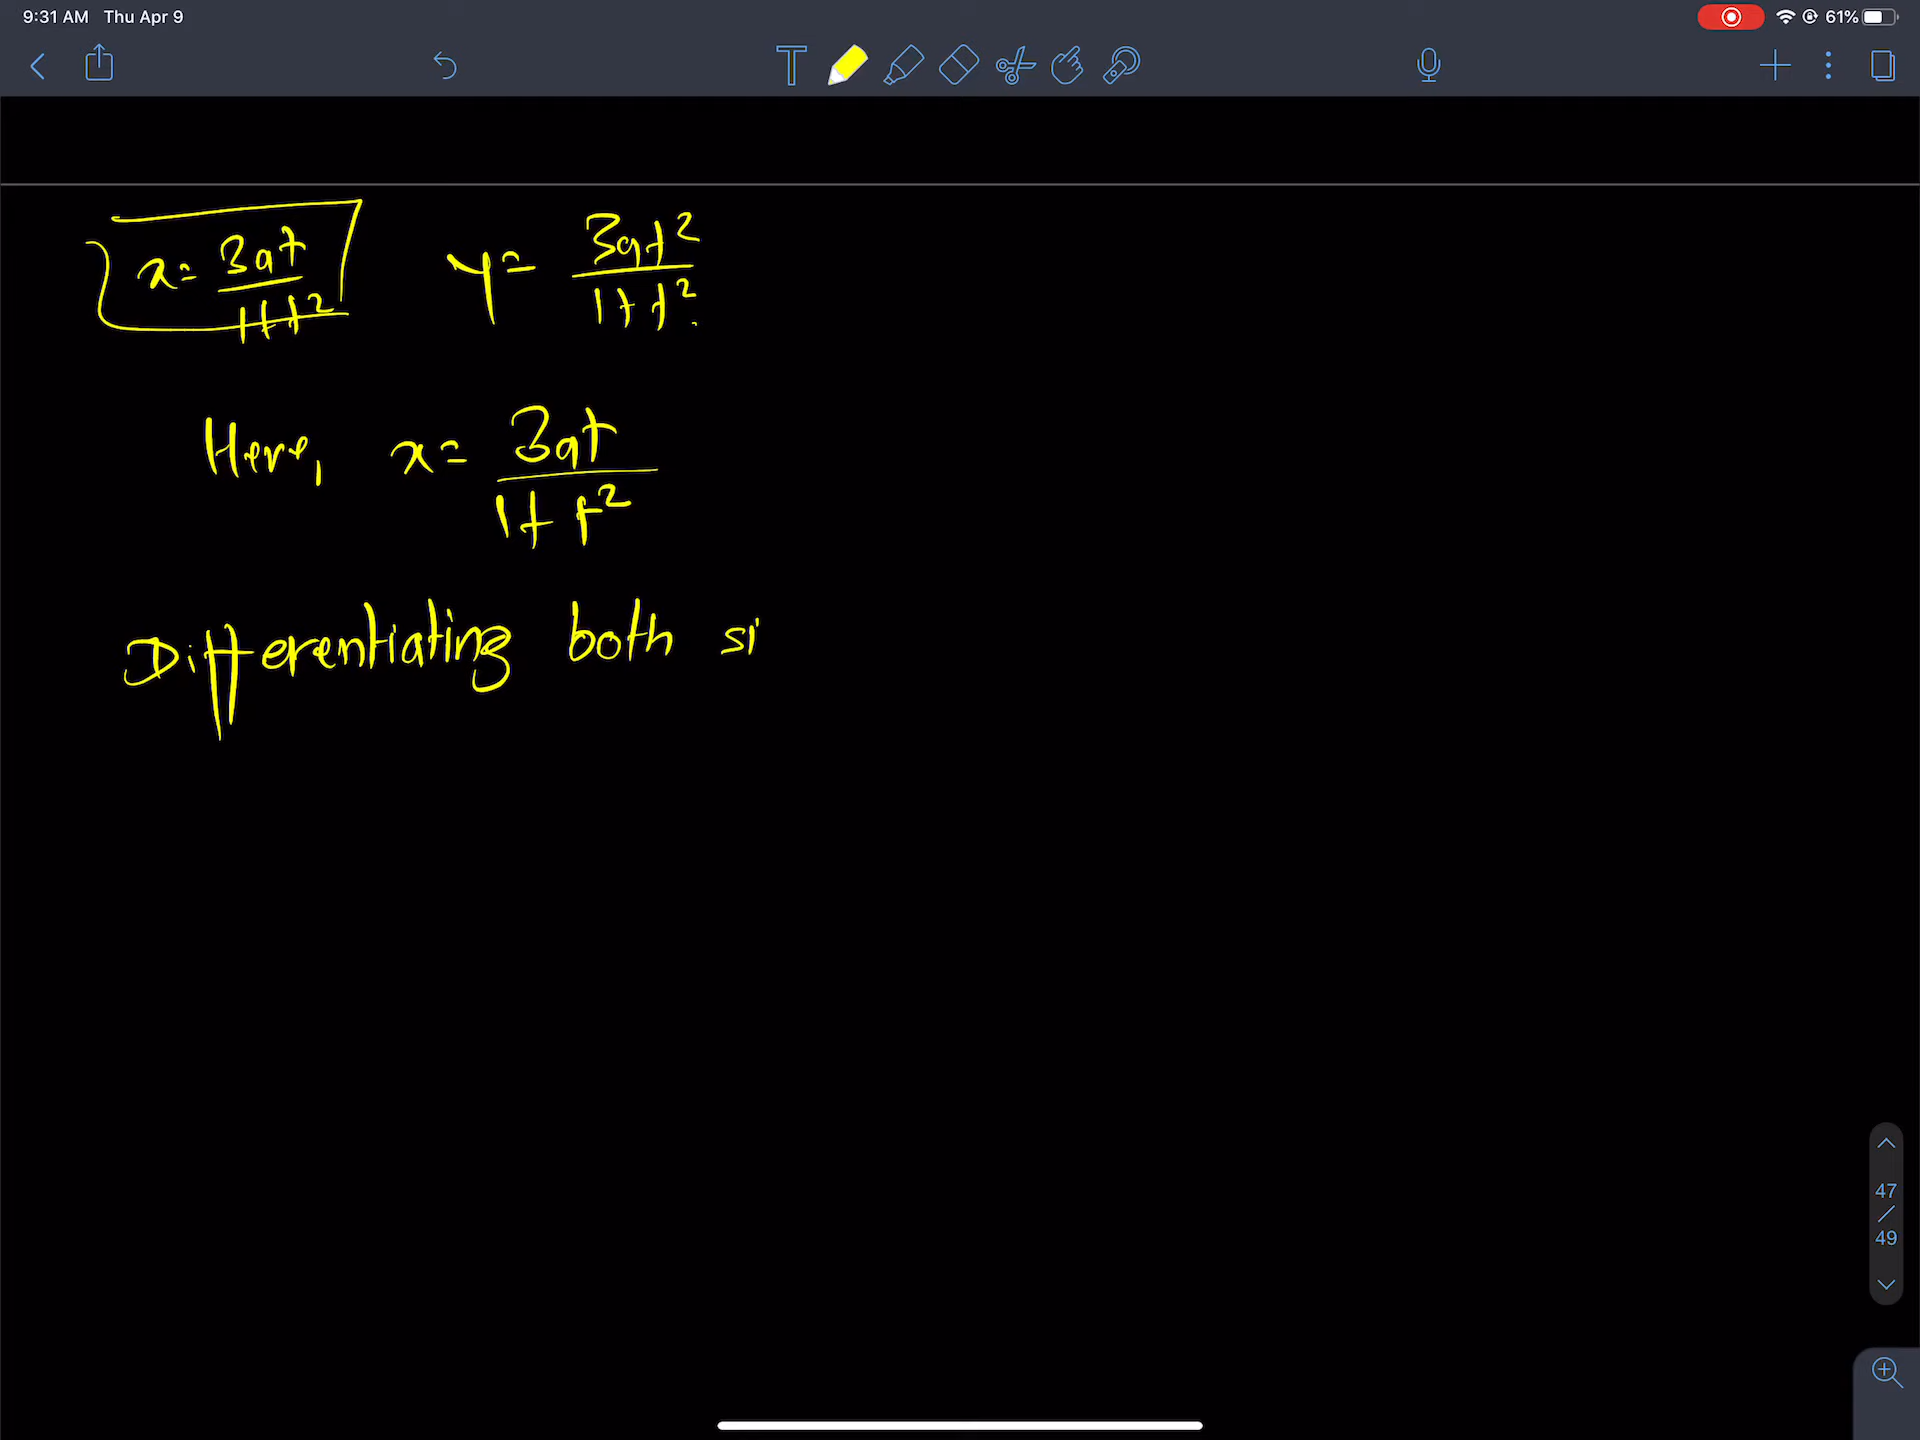 9:31 AM Thu Apr 9
61%
x = 3at / 1+t² y = 3at² / 1+t²
Here, x = 3at / 1+t²
Differentiating both si
47
/
49